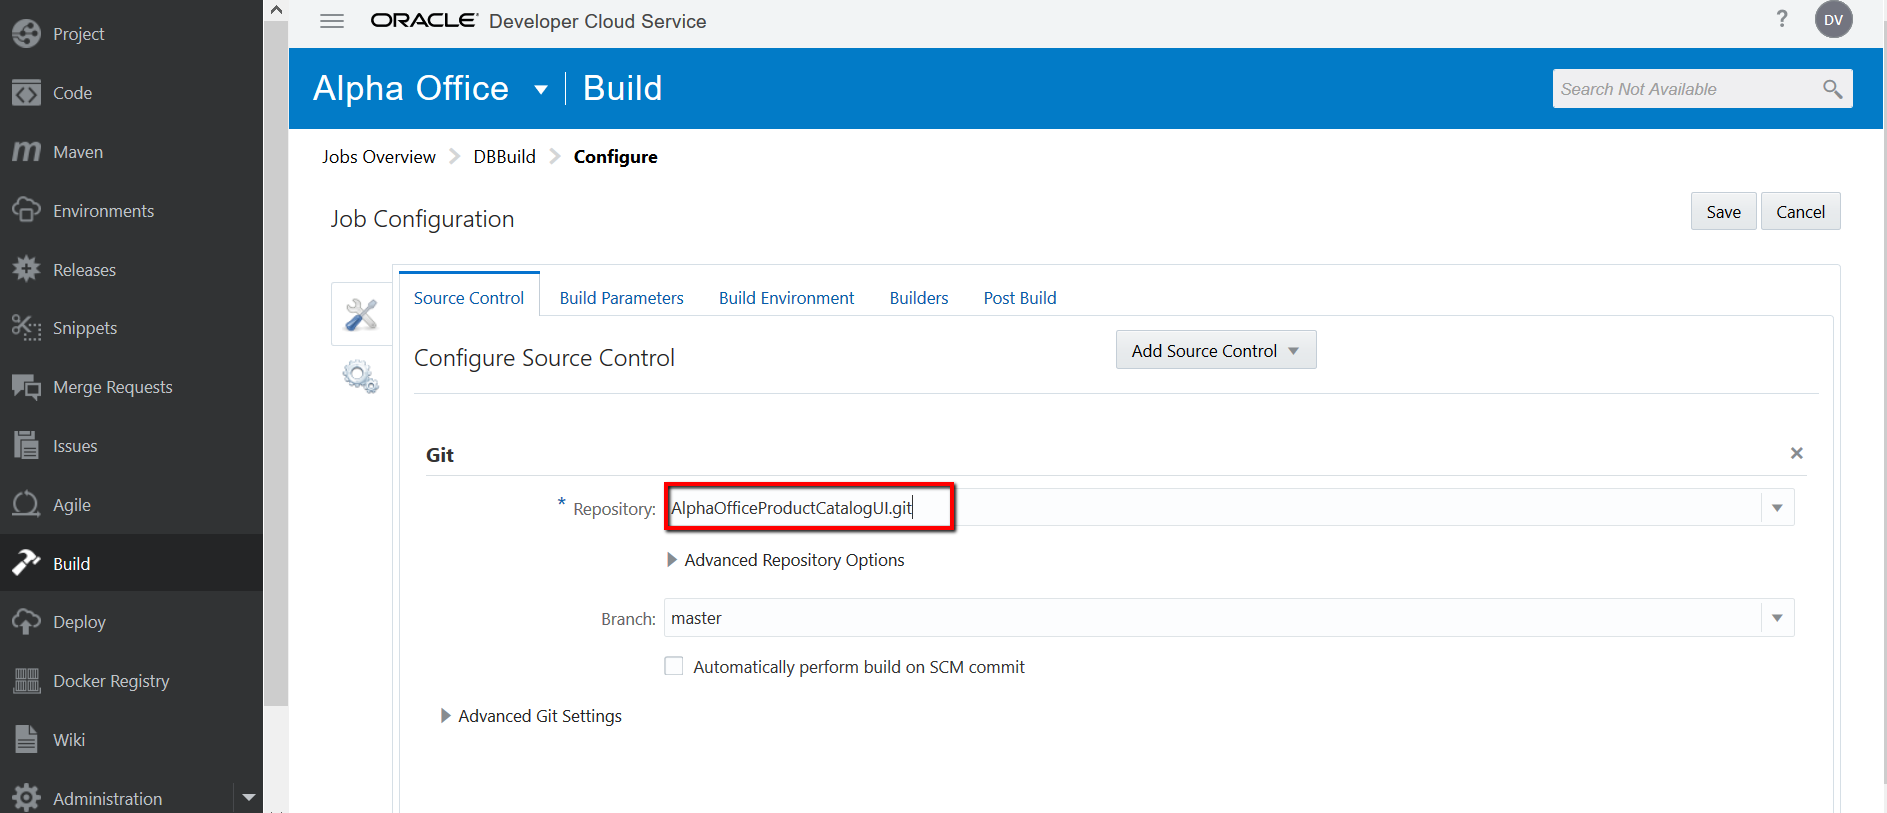 Project
Code
Maven
Environments
Releases
Snippets
Merge Requests
Issues
Agile
Build
Deploy
Docker Registry
Wiki
Administration
ORACLE Developer Cloud Service
? DV
Alpha Office Build
Search Not Available
Jobs Overview DBBuild Configure
Job Configuration
Save Cancel
Source Control Build Parameters Build Environment Builders Post Build
Configure Source Control
Add Source Control
Git
* Repository: AlphaOfficeProductCatalogUI.git
Advanced Repository Options
Branch: master
Automatically perform build on SCM commit
Advanced Git Settings